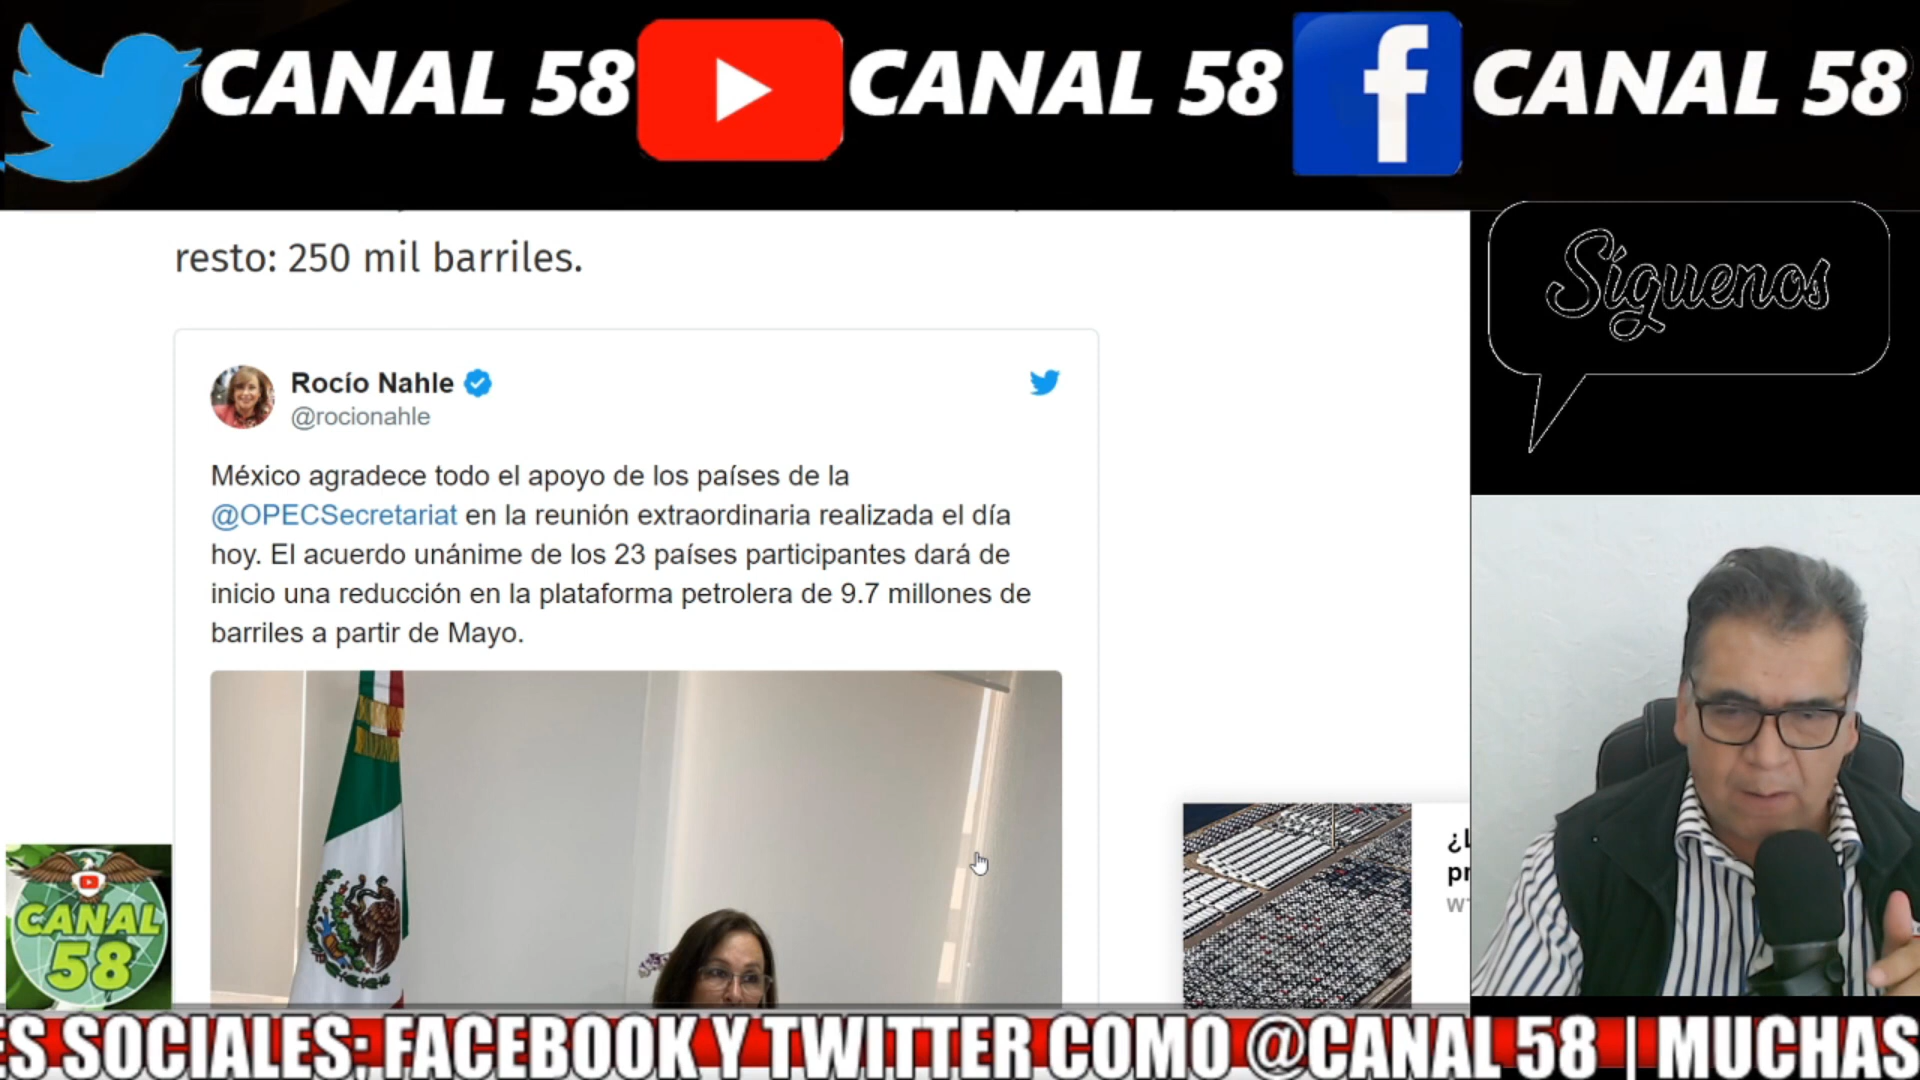 CANAL 58 CANAL 58 CANAL 58
Síguenos
resto: 250 mil barriles.
Rocío Nahle
@rocionahle
México agradece todo el apoyo de los países de la
@OPECSecretariat en la reunión extraordinaria realizada el día
hoy. El acuerdo unánime de los 23 países participantes dará de
inicio una reducción en la plataforma petrolera de 9.7 millones de
barriles a partir de Mayo.
CANAL
58
ES SOCIALES; FACEBOOK Y TWITTER COMO @CANAL 58 | MUCHAS